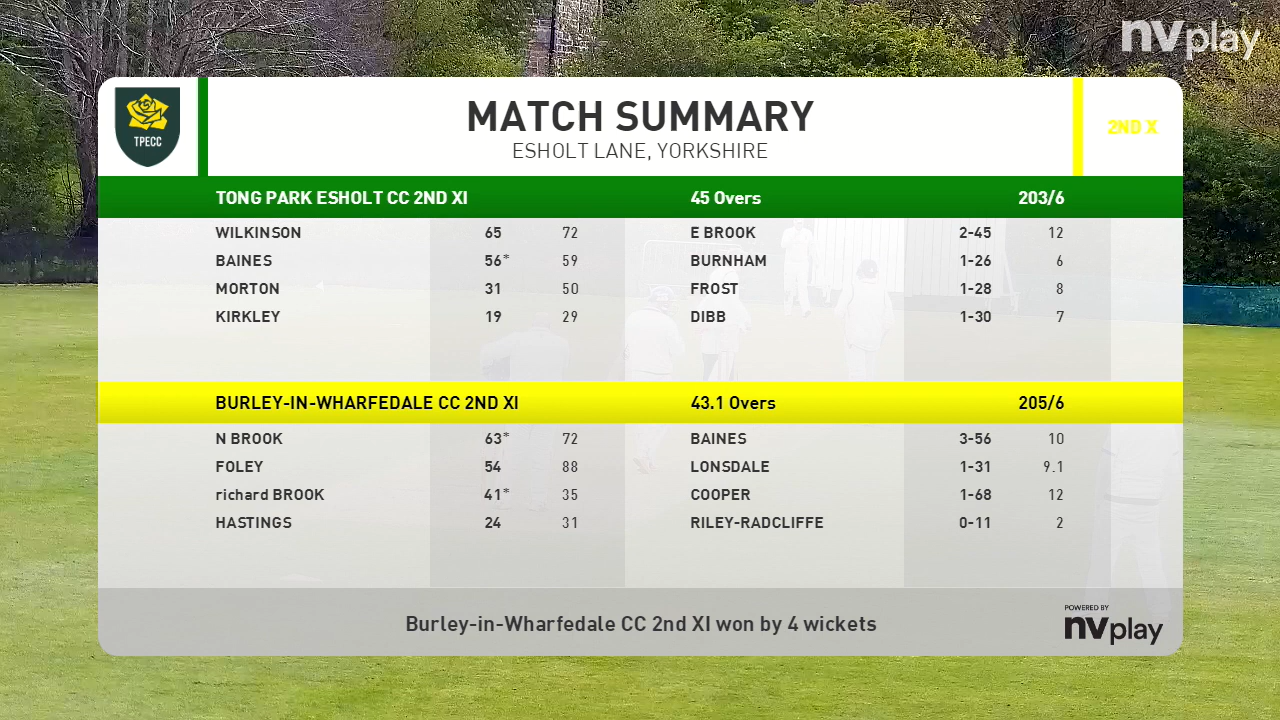 nvplay
TPECC
MATCH SUMMARY
ESHOLT LANE, YORKSHIRE
2ND X
TONG PARK ESHOLT CC 2ND XI 45 Overs 203/6
WILKINSON 65 72 E BROOK 2-45 12
BAINES 56* 59 BURNHAM 1-26 6
MORTON 31 50 FROST 1-28 8
KIRKLEY 19 29 DIBB 1-30 7
BURLEY-IN-WHARFEDALE CC 2ND XI 43.1 Overs 205/6
N BROOK 63* 72 BAINES 3-56 10
FOLEY 54 88 LONSDALE 1-31 9.1
richard BROOK 41* 35 COOPER 1-68 12
HASTINGS 24 31 RILEY-RADCLIFFE 0-11 2
Burley-in-Wharfedale CC 2nd XI won by 4 wickets
POWERED BY
nvplay